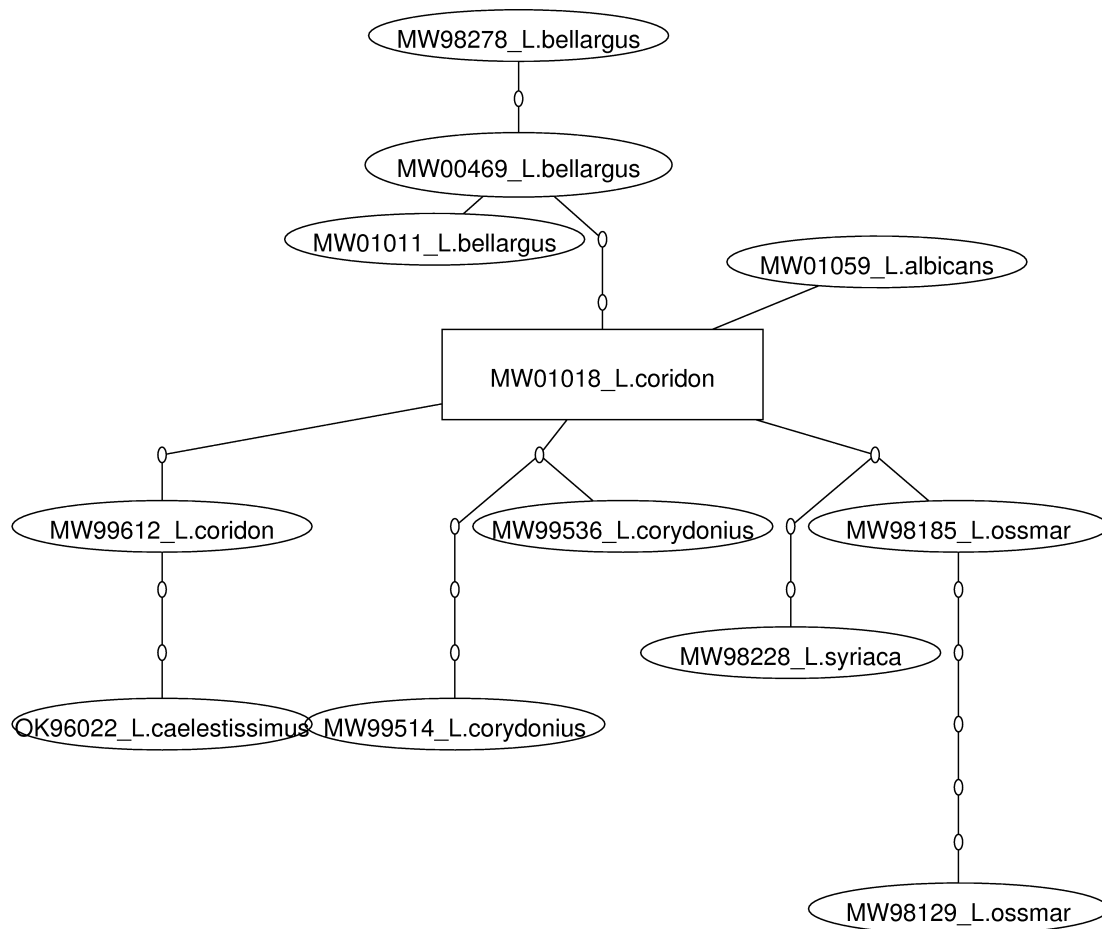 MW98278_L.bellargus
MW00469_L.bellargus
MW01011_L.bellargus
MW01059_L.albicans
MW01018_L.coridon
MW99612_L.coridon
MW99536_L.corydonius
MW98185_L.ossmar
MW98228_L.syriaca
OK96022_L.caelestissimus
MW99514_L.corydonius
MW98129_L.ossmar